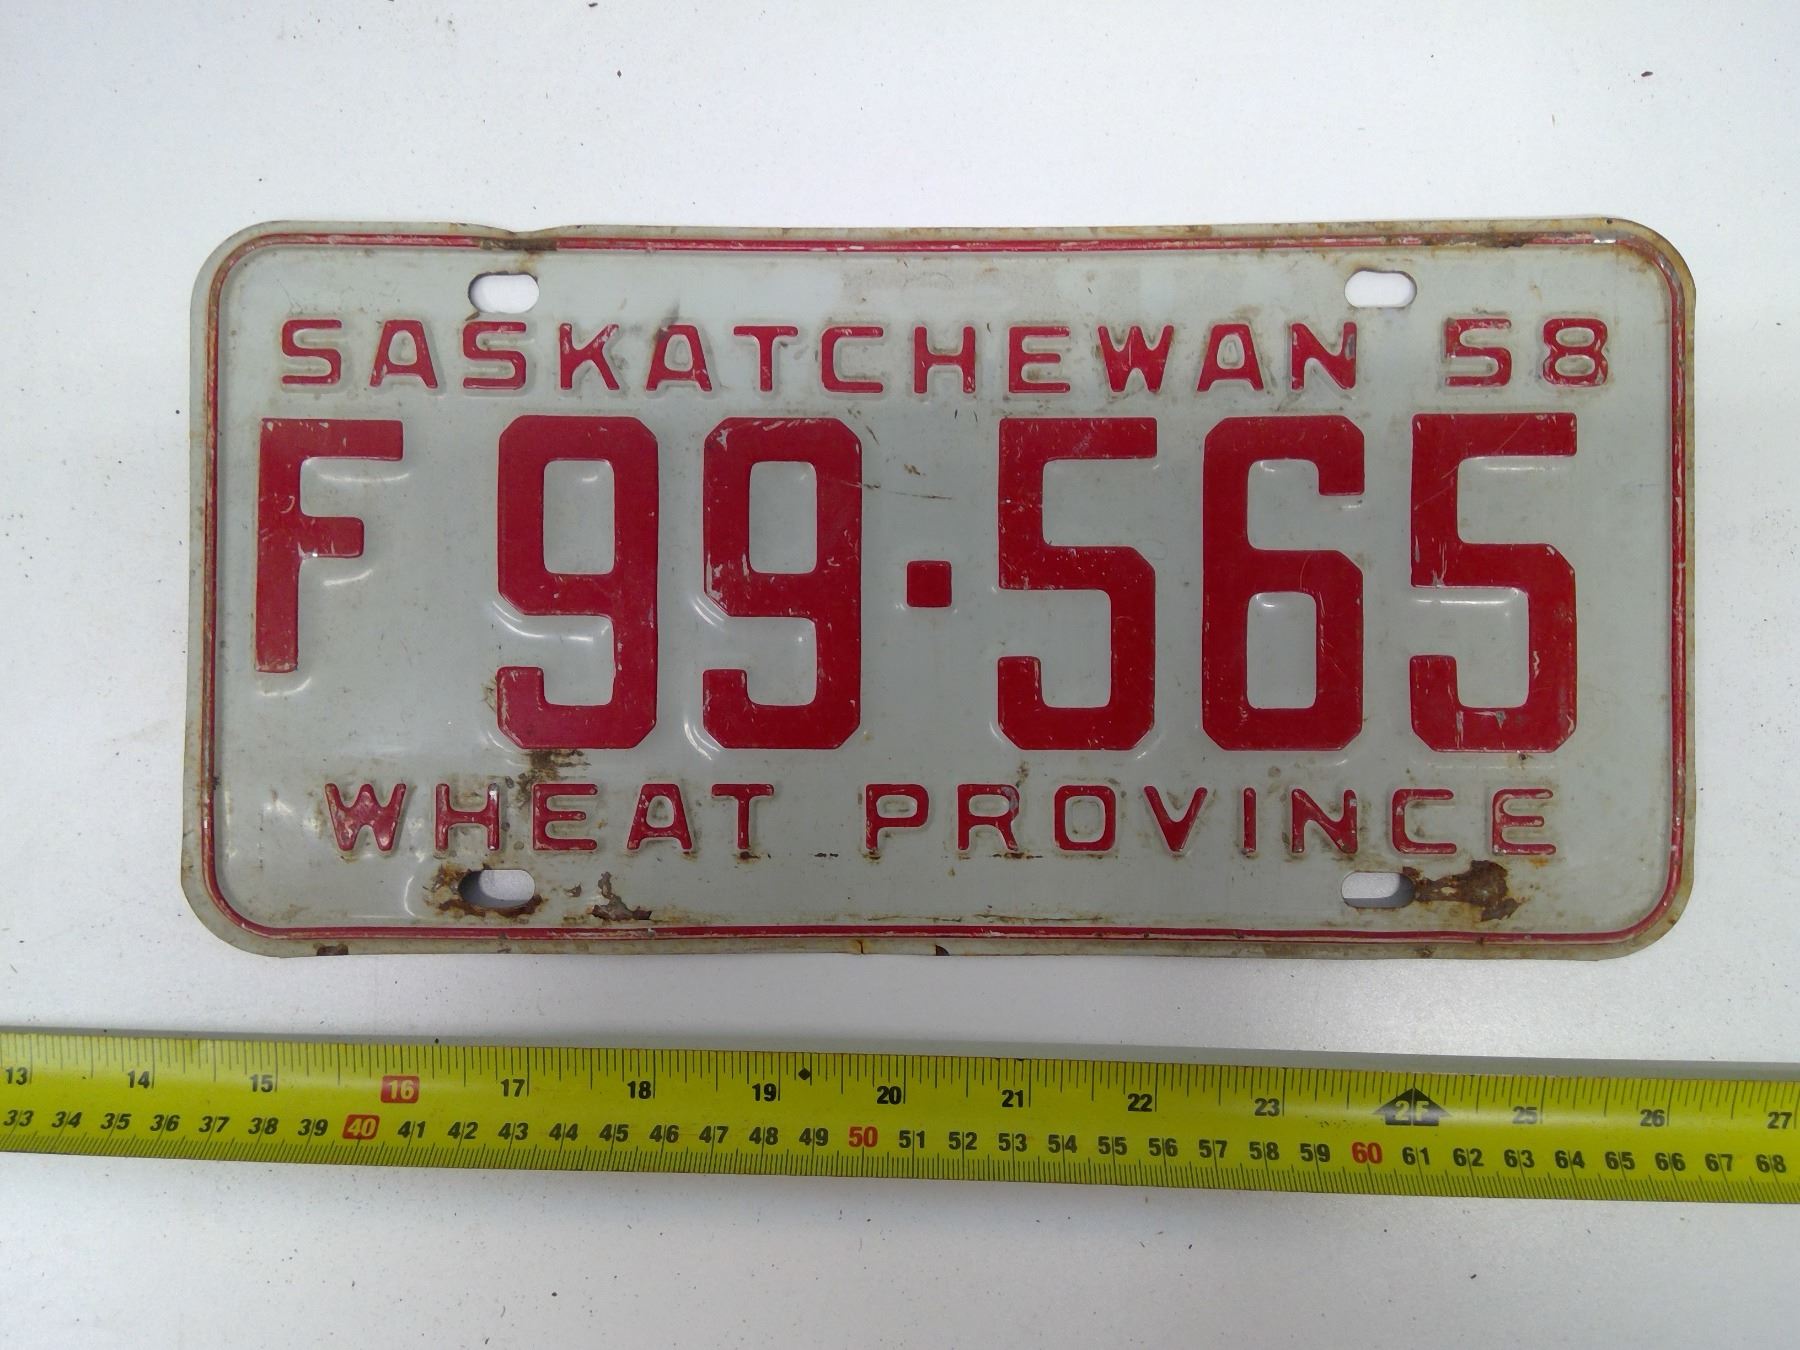 SASKATCHEWAN 58
F 99·565
WHEAT PROVINCE
13 14 15 16 17 18 19 20 21 22 23 2F 25 26 27
33 34 35 36 37 38 39 40 41 42 43 44 45 46 47 48 49 50 51 52 53 54 55 56 57 58 59 60 61 62 63 64 65 66 67 68